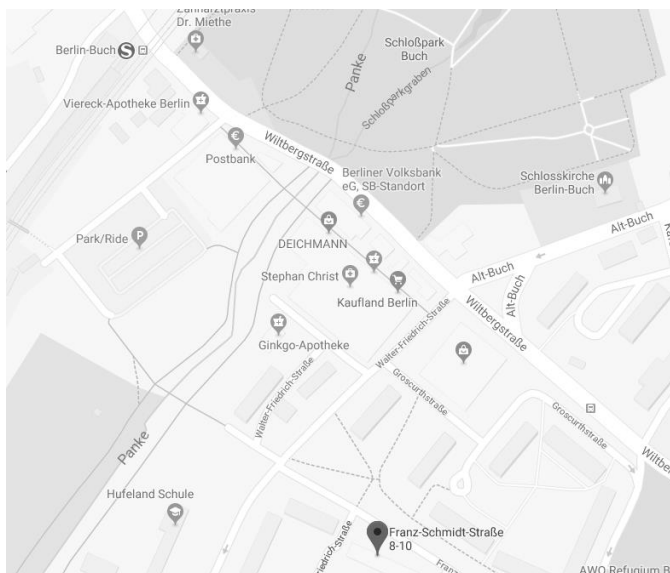 Zahnarztpraxis
Dr. Miethe
Berlin-Buch
S
Schloßpark
Buch
Panke
Schloßparkgraben
Viereck-Apotheke Berlin
€
Postbank
Wiltbergstraße
Berliner Volksbank
eG, SB-Standort
€
Schlosskirche
Berlin-Buch
Alt-Buch
Park/Ride
P
DEICHMANN
Alt-Buch
Stephan Christ
Kaufland Berlin
Alt-Buch
Wiltbergstraße
Walter-Friedrich-Straße
Ginkgo-Apotheke
Walter-Friedrich-Straße
Groscurthstraße
Groscurthstraße
Panke
Hufeland Schule
Franz-Schmidt-Straße
8-10